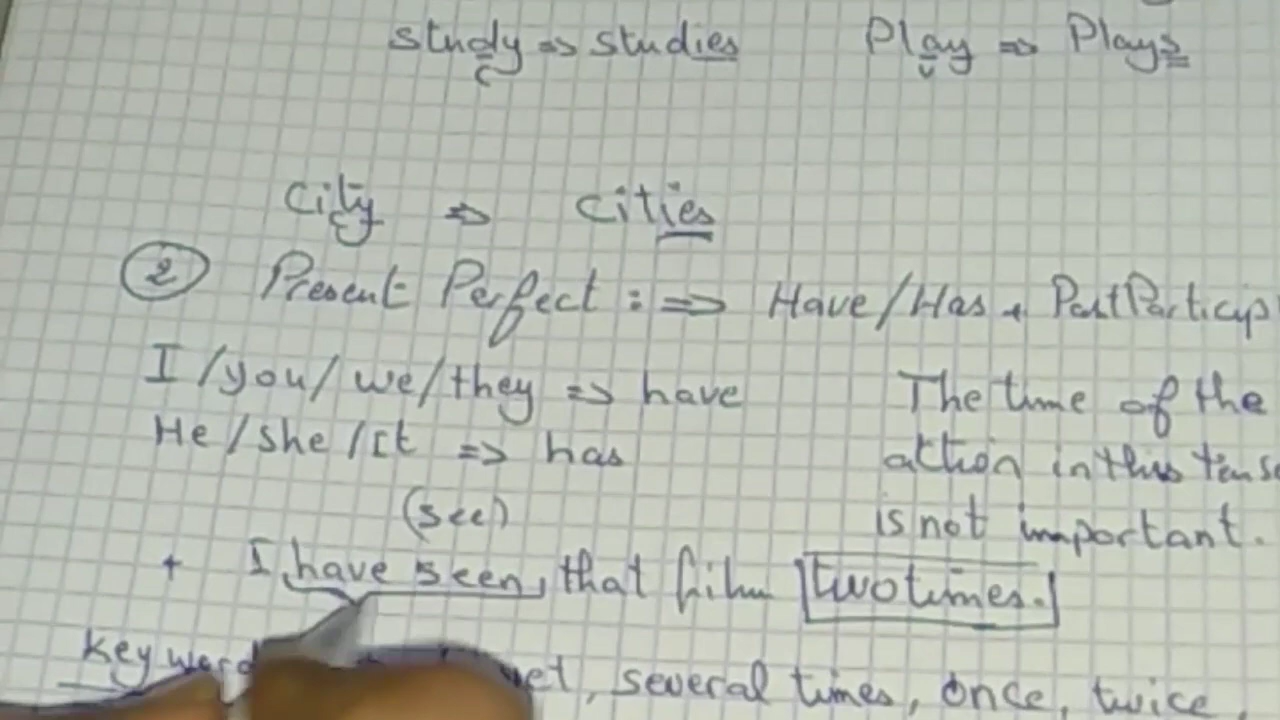 study => studies Play => Plays
City => cities
2 Present Perfect : => Have/Has + PastParticip
I/you/we/they => have The time of the
He/she/It => has action in this tense
(see) is not important.
+ I have seen, that film two times.
Key word yet, several times, once, twice,